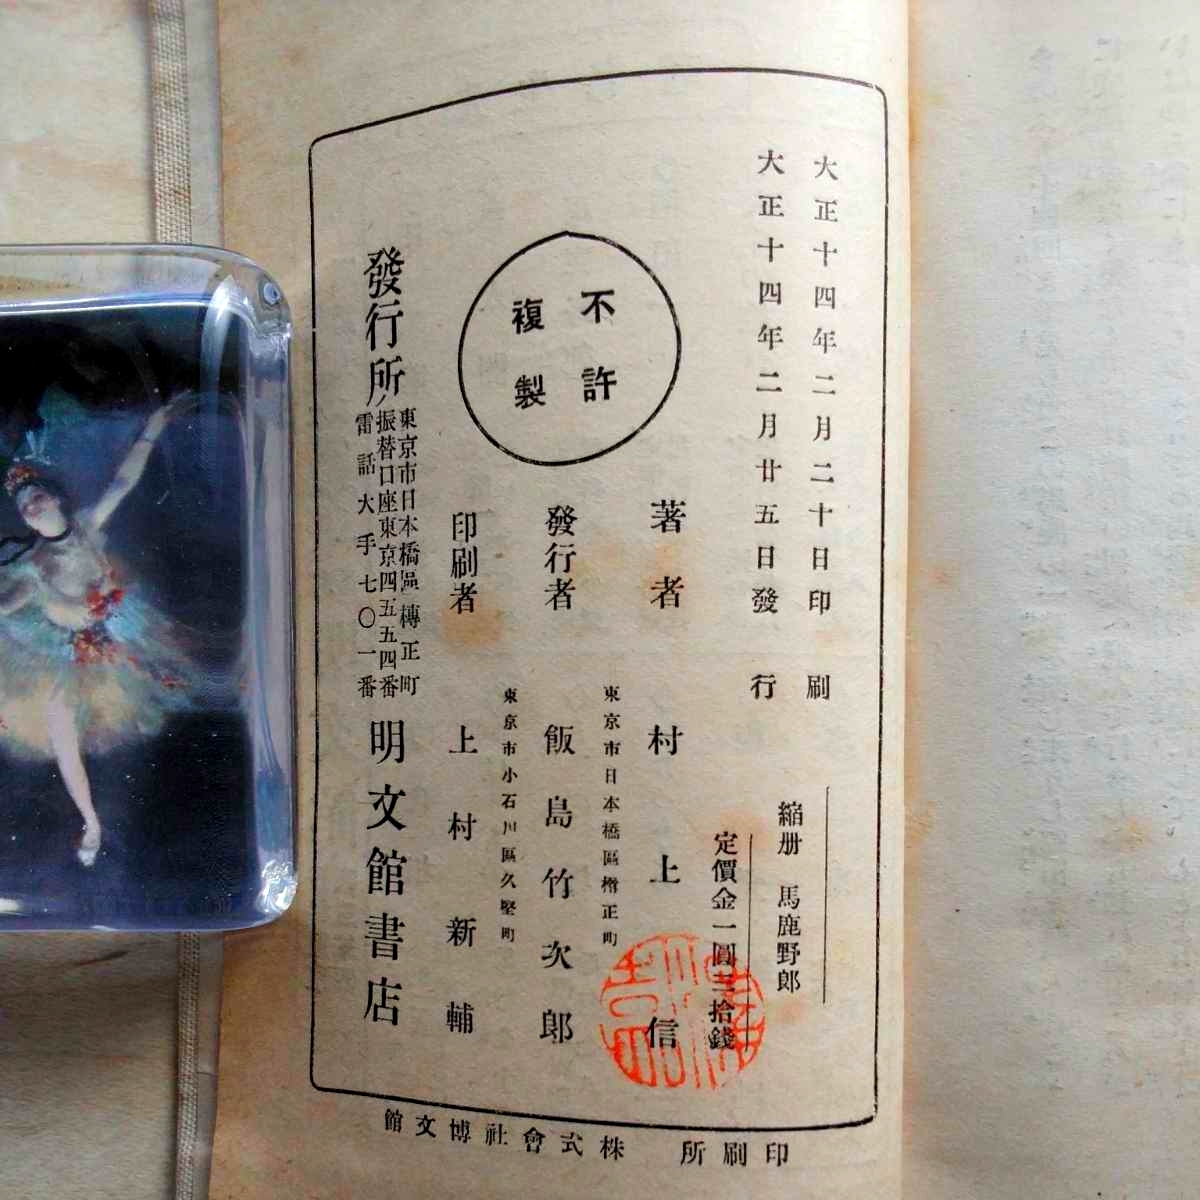 大正十四年二月二十日印刷
大正十四年二月廿五日發行
縮册 馬鹿野郎
定價金一圓三拾錢
不許
複製
著者 村上信
東京市日本橋區榑正町
發行者 飯島竹次郎
東京市小石川區久堅町
印刷者 上村新輔
發行所
東京市日本橋區榑正町
振替口座東京四五五四番
電話大手七〇一番
明文館書店
印刷所 株式會社博文館